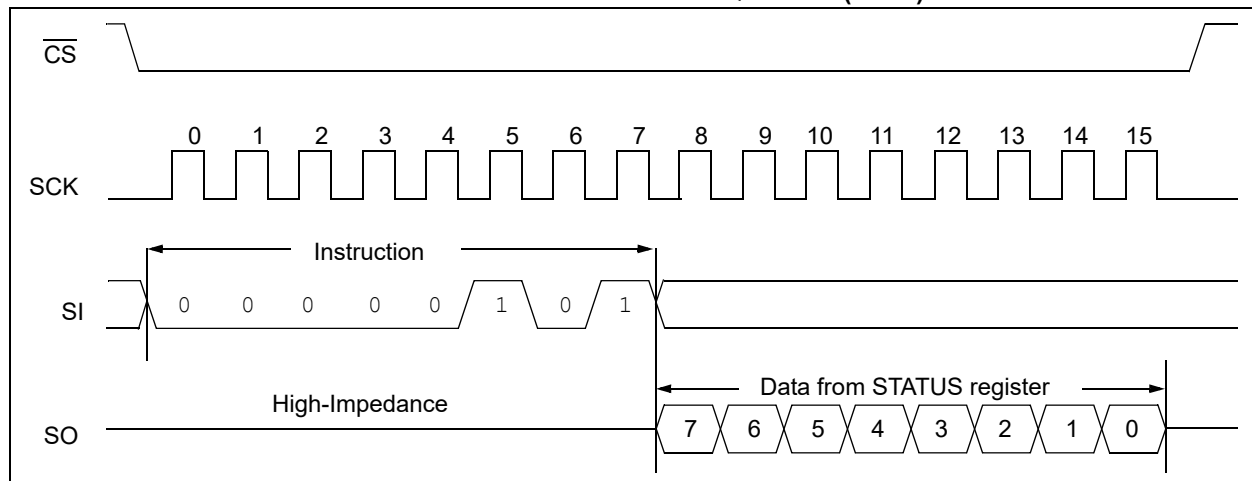 CS
0 1 2 3 4 5 6 7 8 9 10 11 12 13 14 15
SCK
Instruction
SI 0 0 0 0 0 1 0 1
Data from STATUS register
High-Impedance
SO 7 6 5 4 3 2 1 0